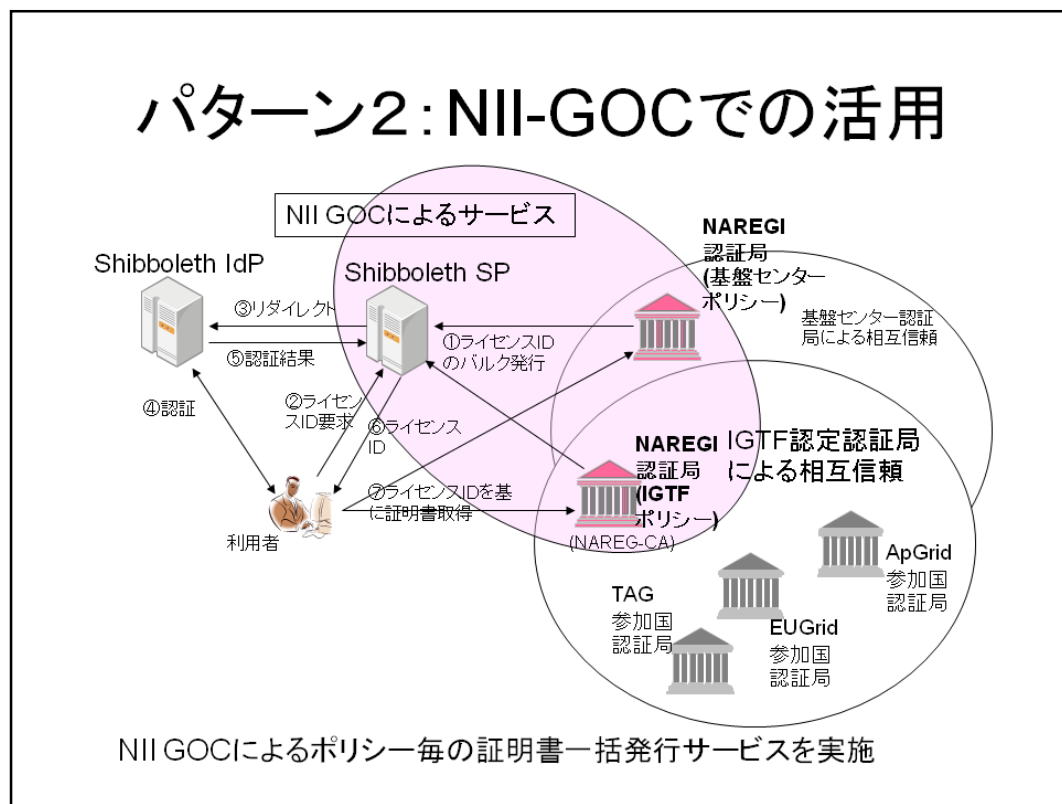 パターン２：NII-GOCでの活用
NII GOCによるサービス
Shibboleth IdP
Shibboleth SP
NAREGI
認証局
(基盤センター
ポリシー)
基盤センター認証
局による相互信頼
③リダイレクト
⑤認証結果
①ライセンスID
のバルク発行
④認証
②ライセン
スID要求
⑥ライセンス
ID
NAREGI
認証局
(IGTF
ポリシー)
(NAREG-CA)
IGTF認定認証局
による相互信頼
⑦ライセンスIDを基
に証明書取得
利用者
ApGrid
参加国
認証局
TAG
参加国
認証局
EUGrid
参加国
認証局
NII GOCによるポリシー毎の証明書一括発行サービスを実施